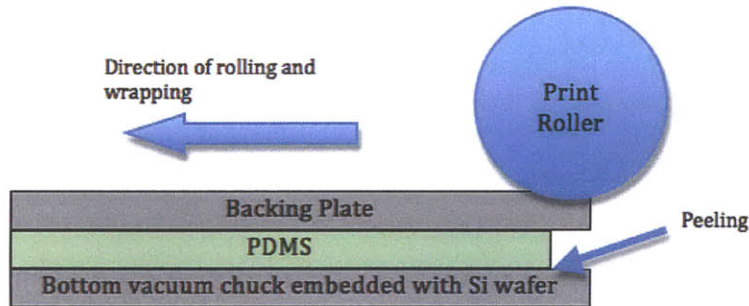 Direction of rolling and
wrapping
Print
Roller
Backing Plate
Peeling
PDMS
Bottom vacuum chuck embedded with Si wafer